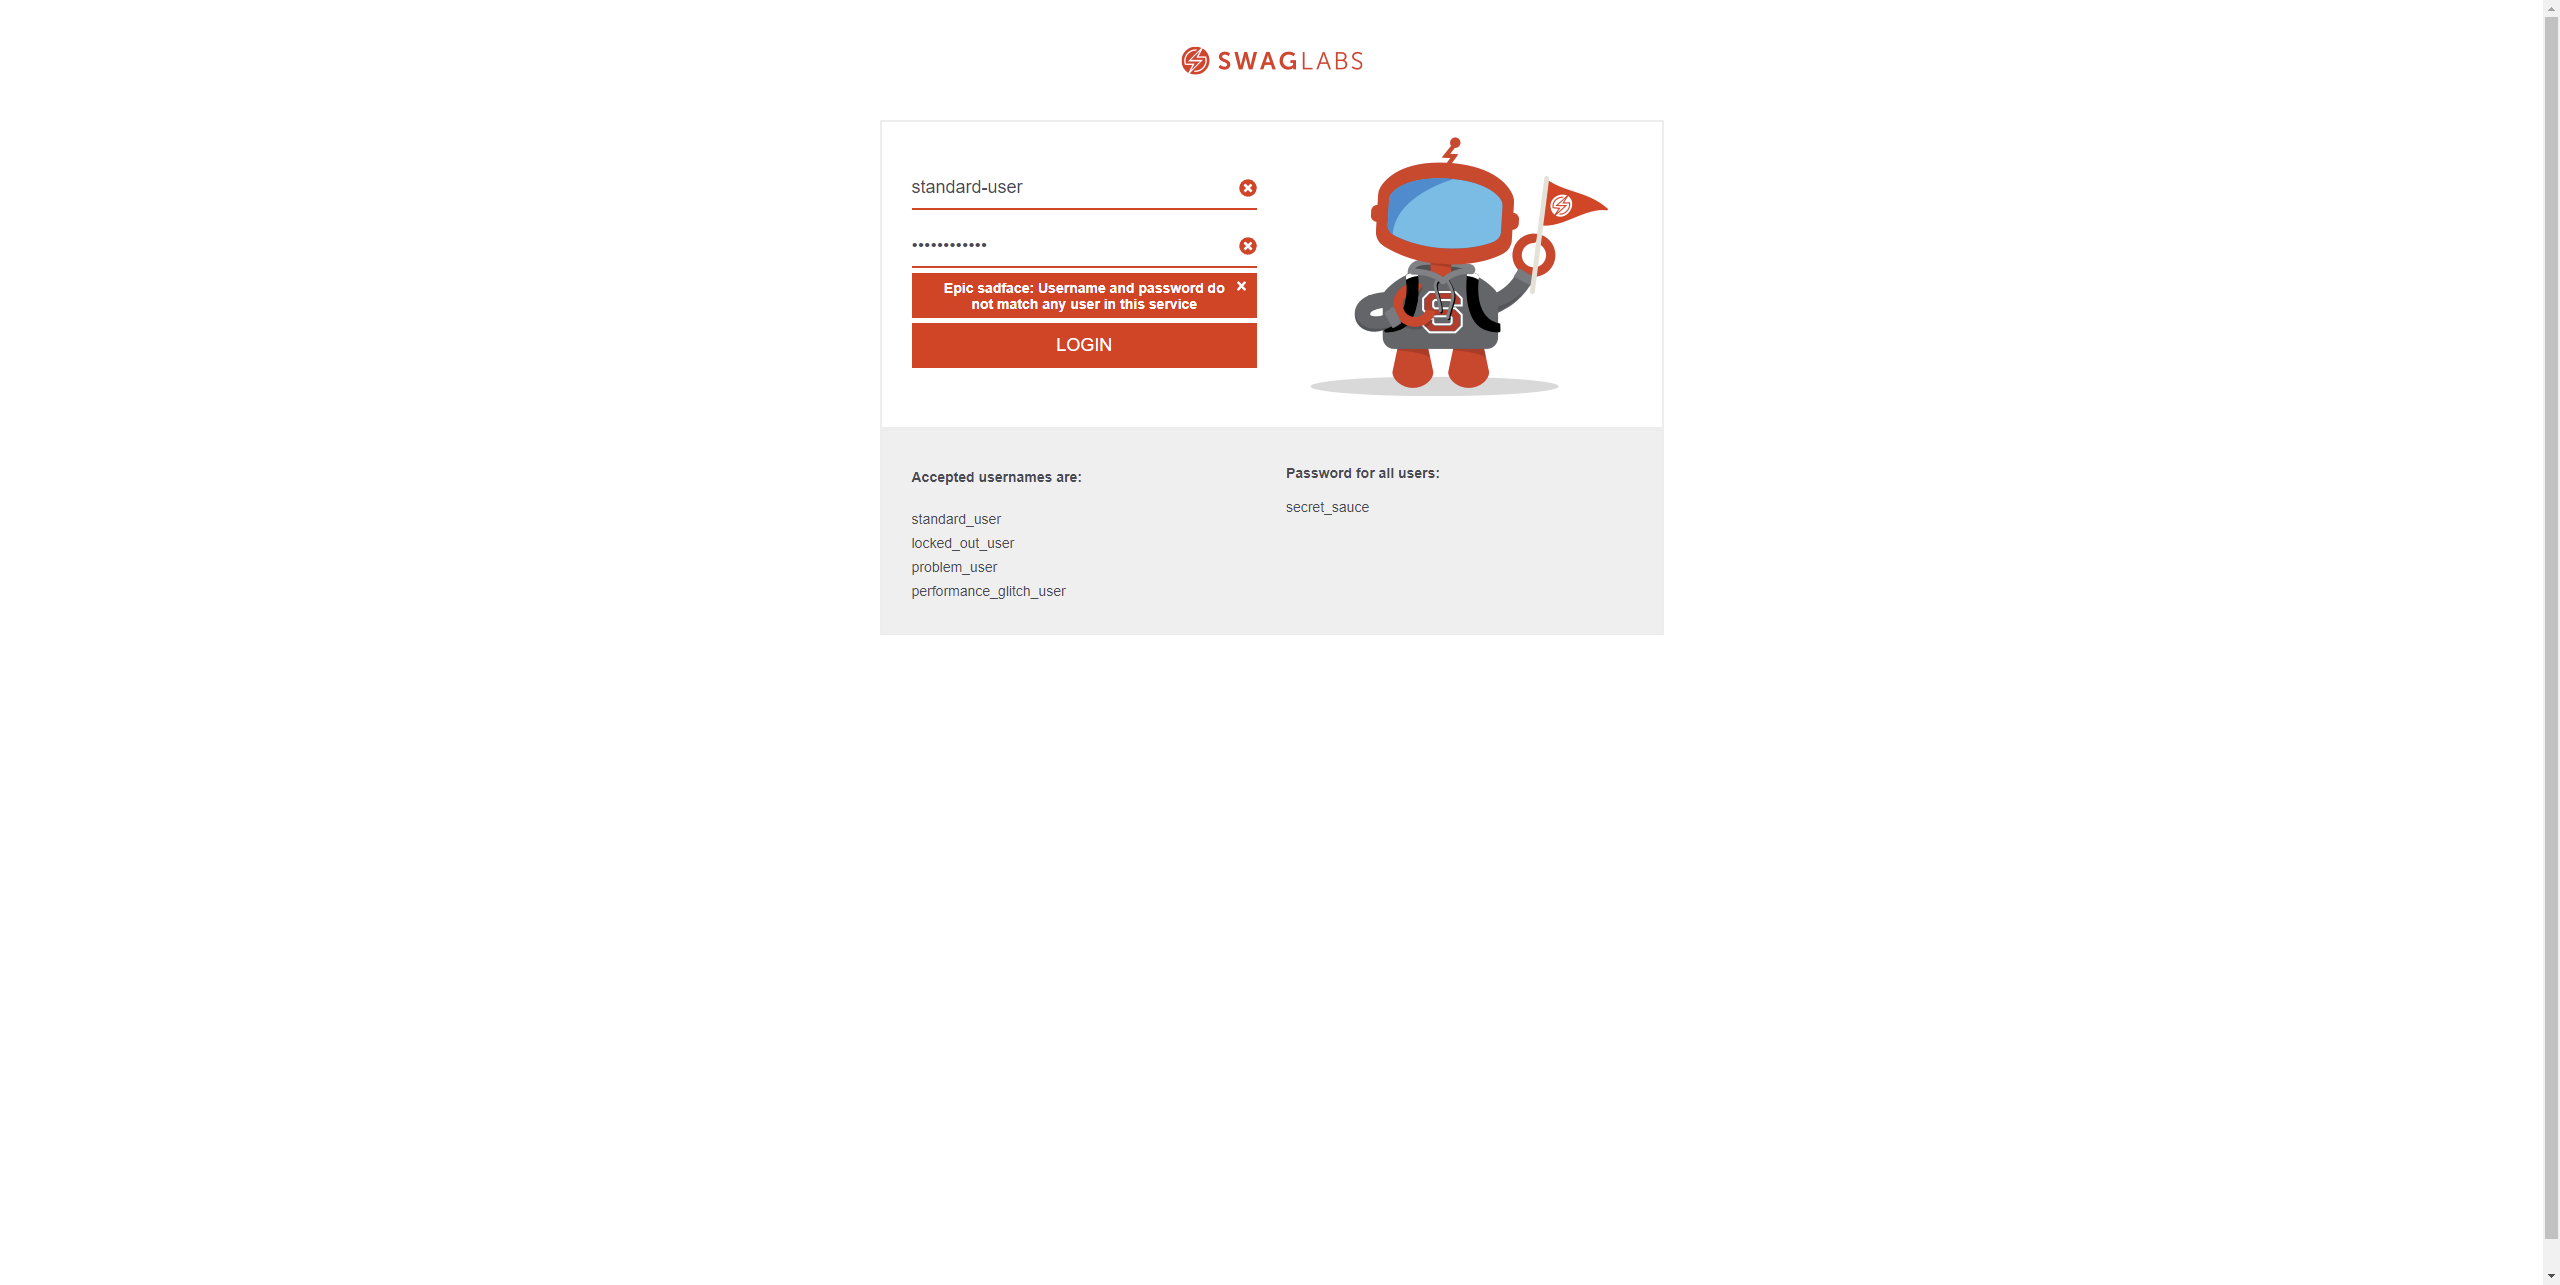 SWAGLABS
standard-user
••••••••••••
Epic sadface: Username and password do
not match any user in this service
LOGIN
Accepted usernames are:
standard_user
locked_out_user
problem_user
performance_glitch_user
Password for all users:
secret_sauce